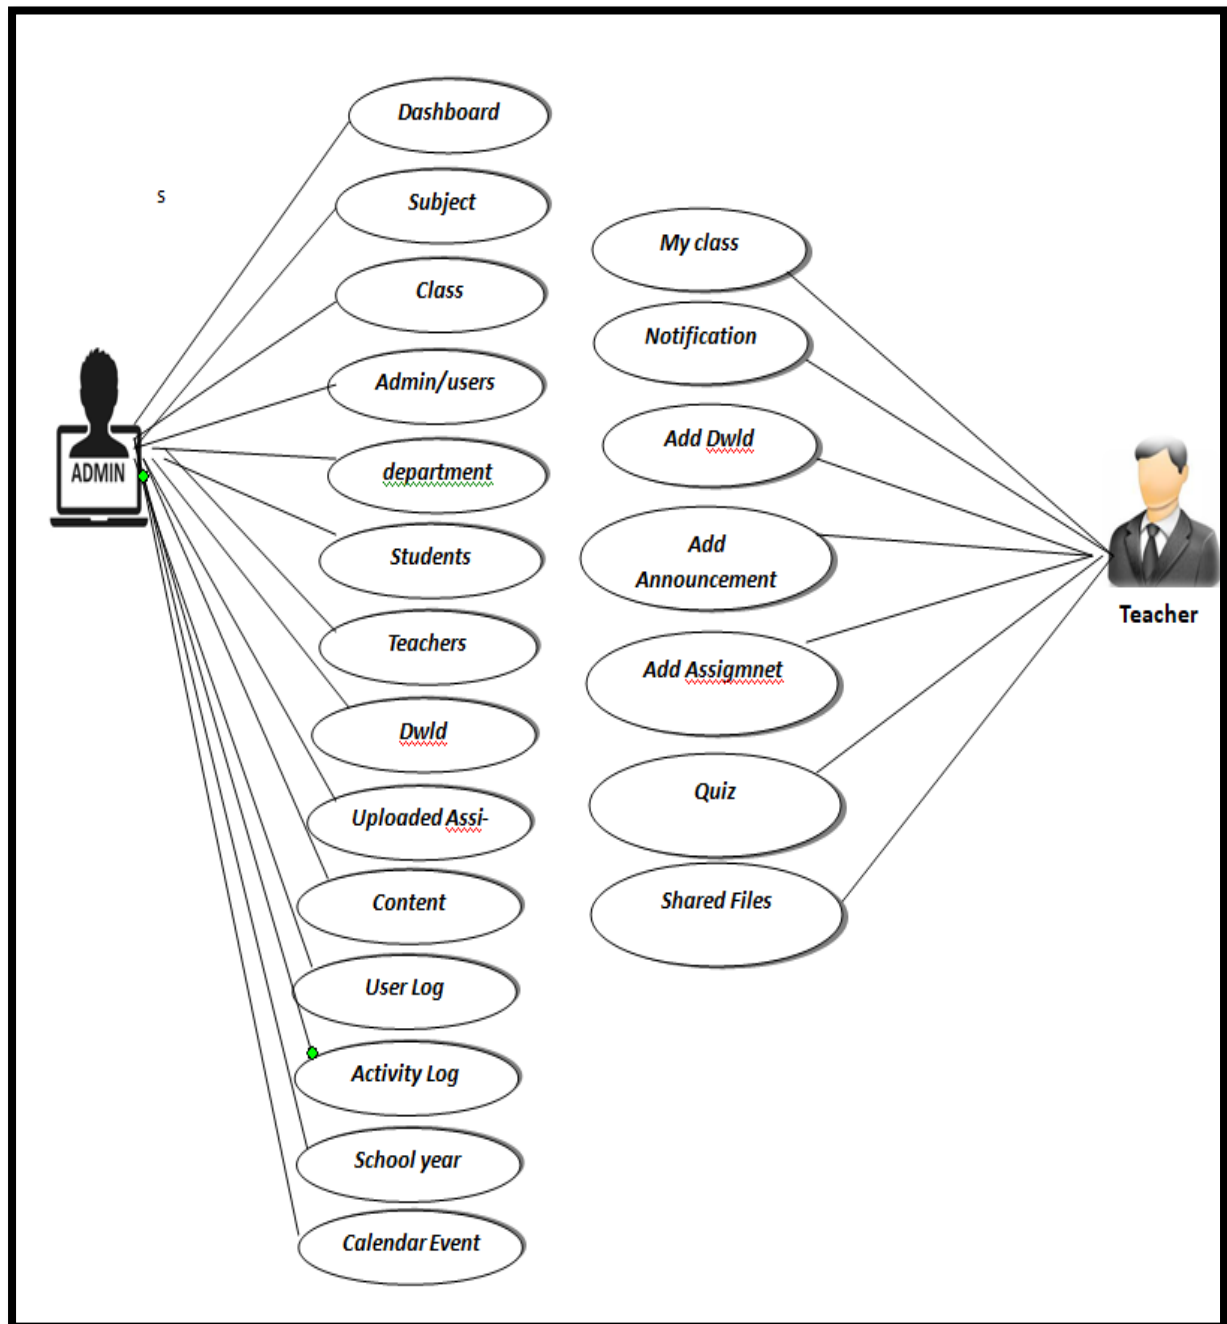 Dashboard
S
Subject
Class
Admin/users
department
Students
Teachers
Dwld
Uploaded Assi-
Content
User Log
Activity Log
School year
Calendar Event
ADMIN
My class
Notification
Add Dwld
Add
Announcement
Add Assigmnet
Quiz
Shared Files
Teacher